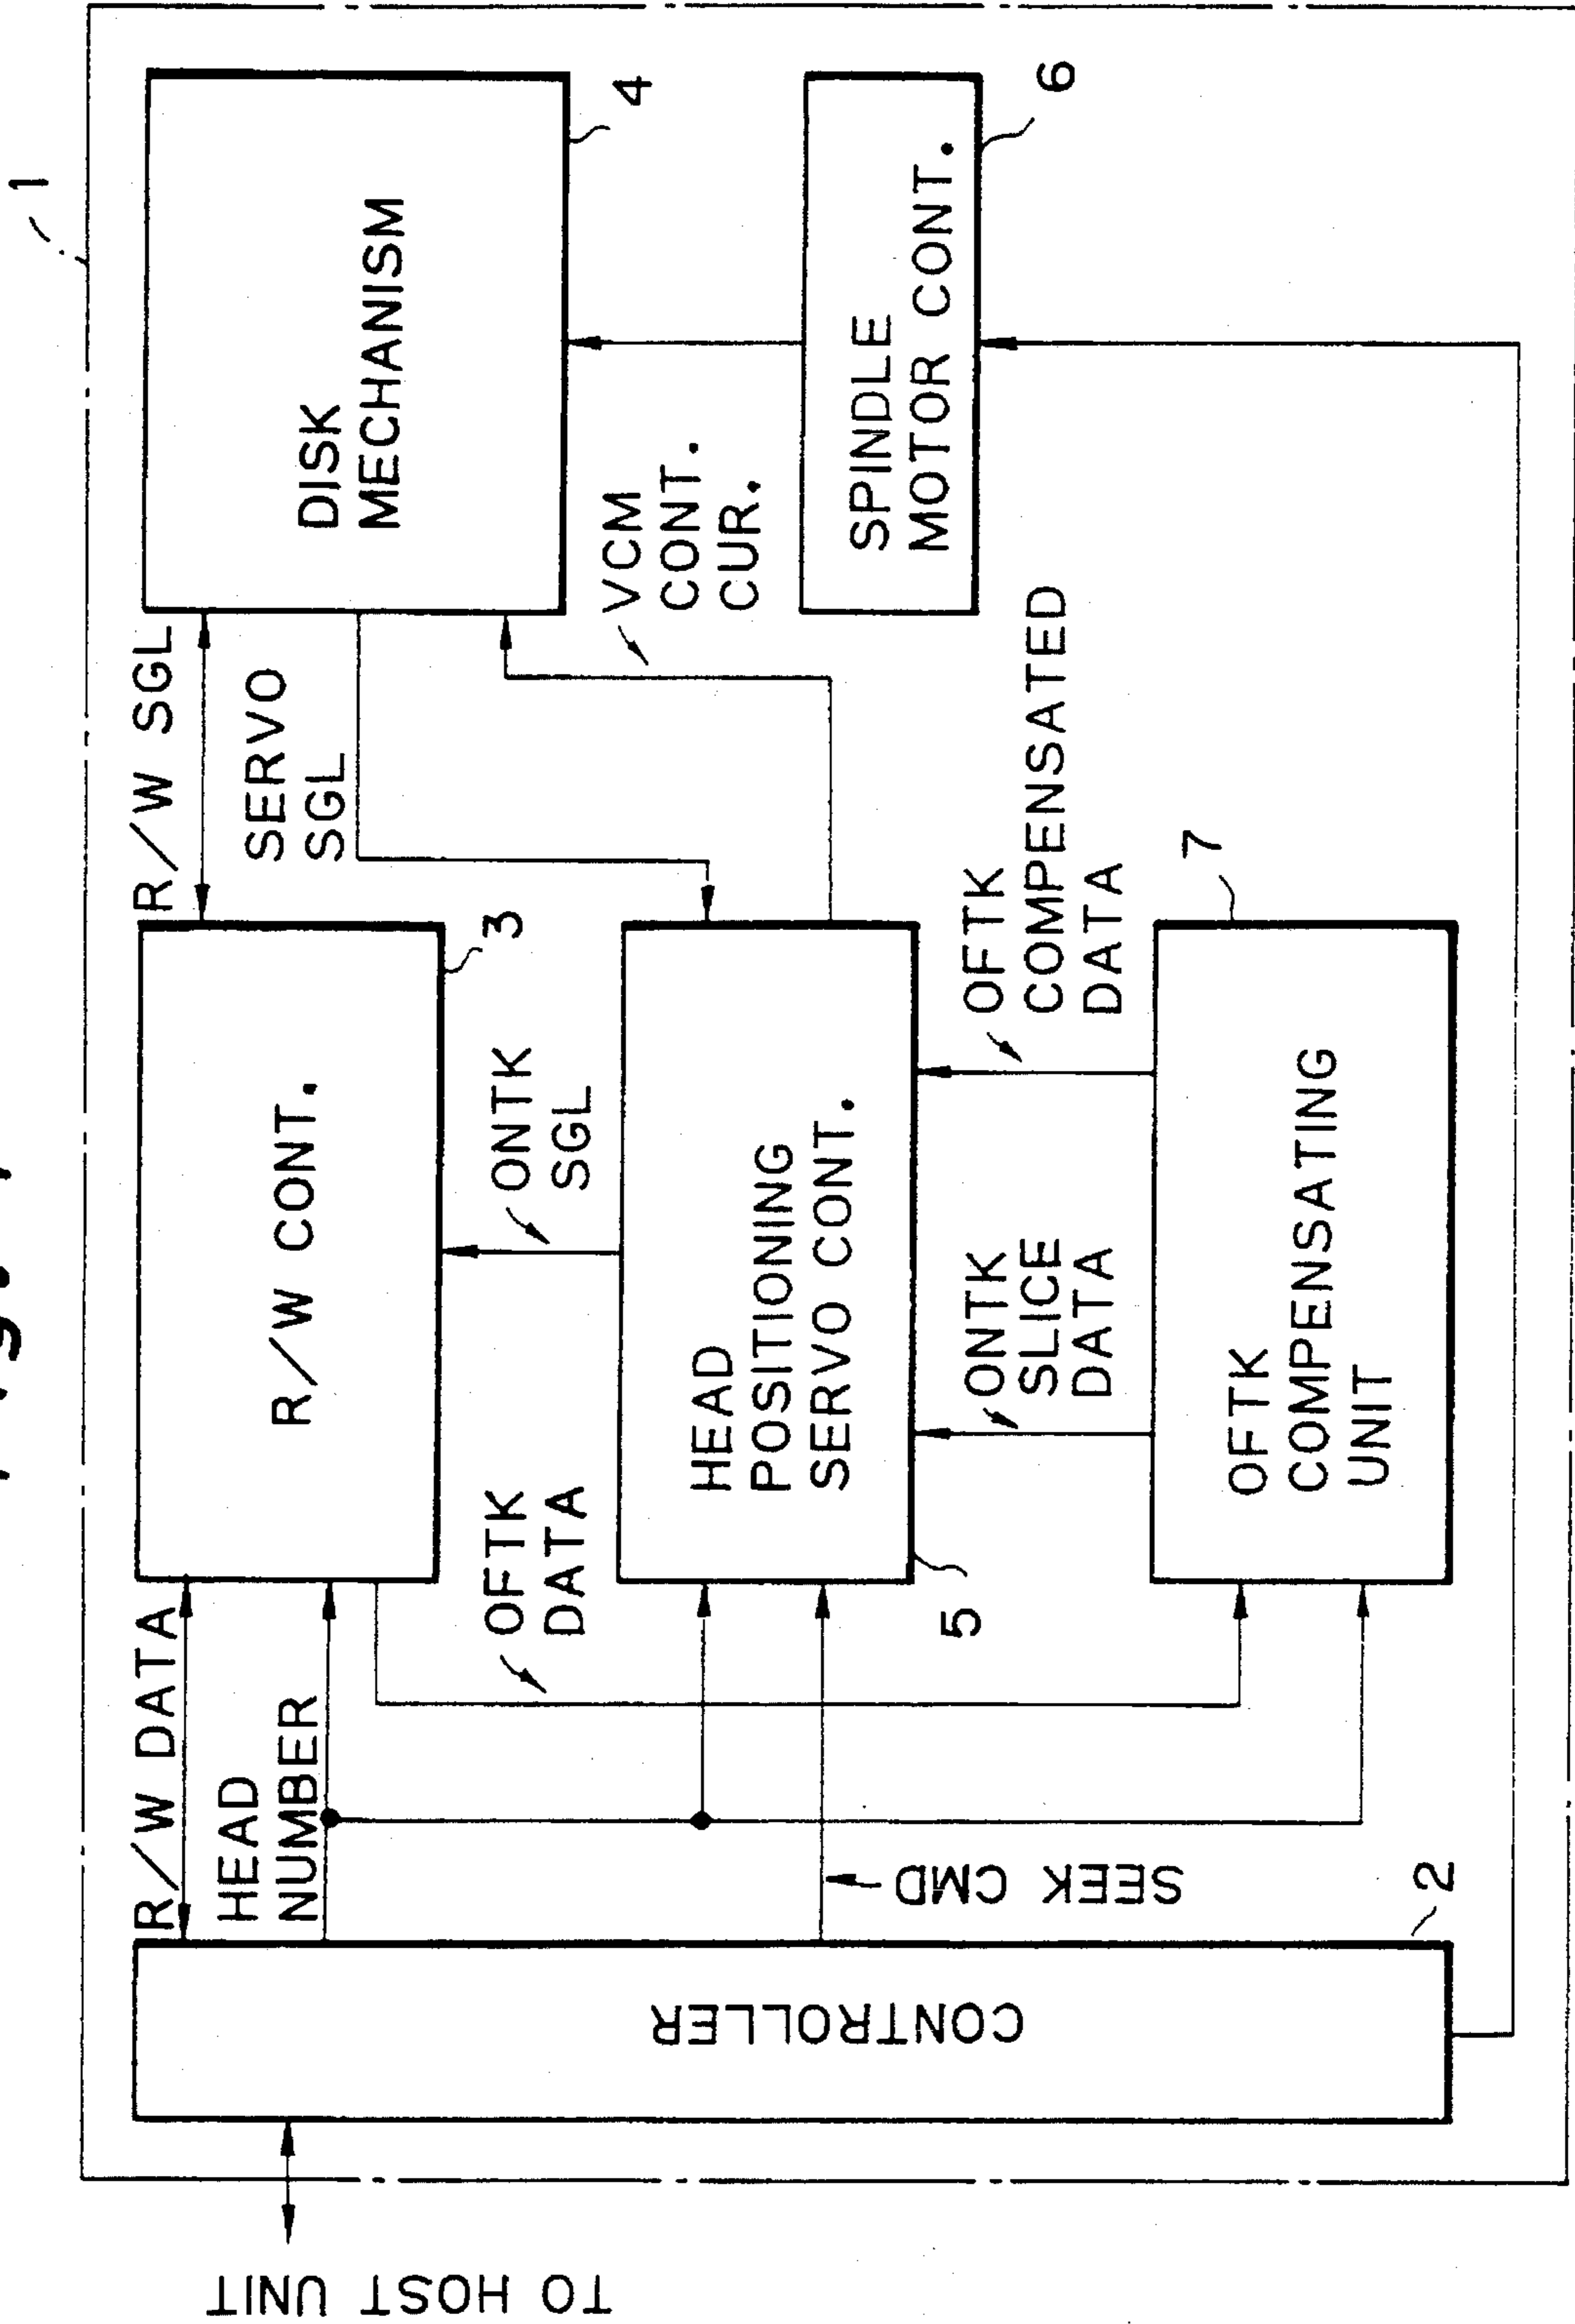 1
R/W DATA
HEAD
NUMBER
R/W CONT.
3
R/W SGL
SERVO
SGL
DISK
MECHANISM
4
OFTK
DATA
ONTK
SGL
VCM
CONT.
CUR.
HEAD
POSITIONING
SERVO CONT.
5
SPINDLE
MOTOR CONT.
6
ONTK
SLICE
DATA
OFTK
COMPENSATED
DATA
OFTK
COMPENSATING
UNIT
7
SEEK CMD
CONTROLLER
2
TO HOST UNIT